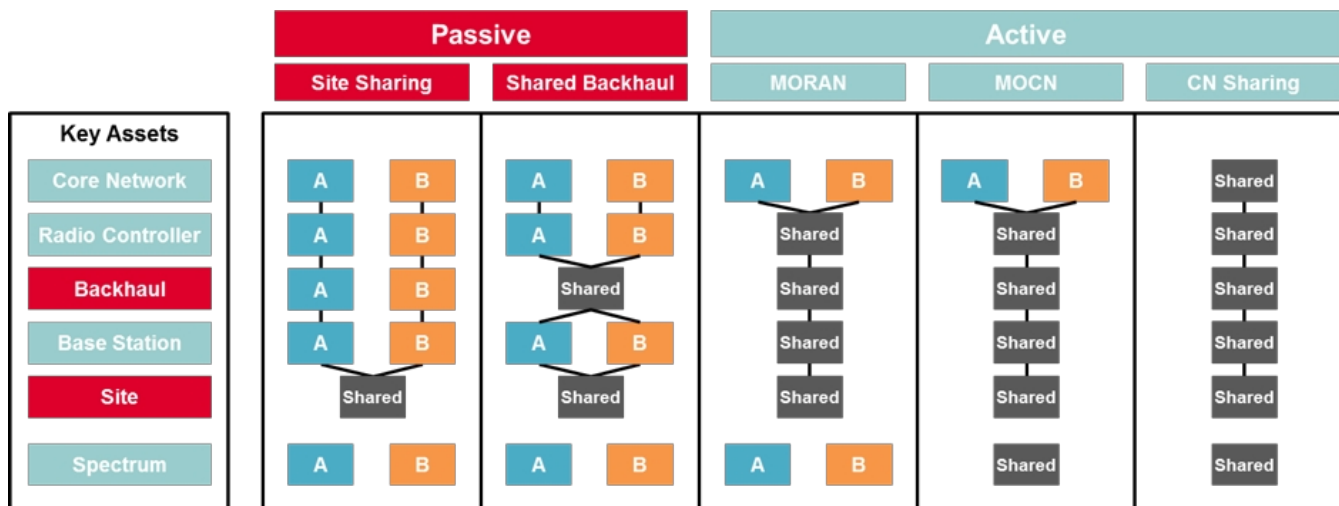 Passive Active
Site Sharing Shared Backhaul MORAN MOCN CN Sharing
Key Assets
Core Network A B A B A B A B Shared
Radio Controller A B A B Shared Shared Shared
Backhaul A B Shared Shared Shared Shared
Base Station A B A B Shared Shared Shared
Site Shared Shared Shared Shared Shared
Spectrum A B A B A B Shared Shared